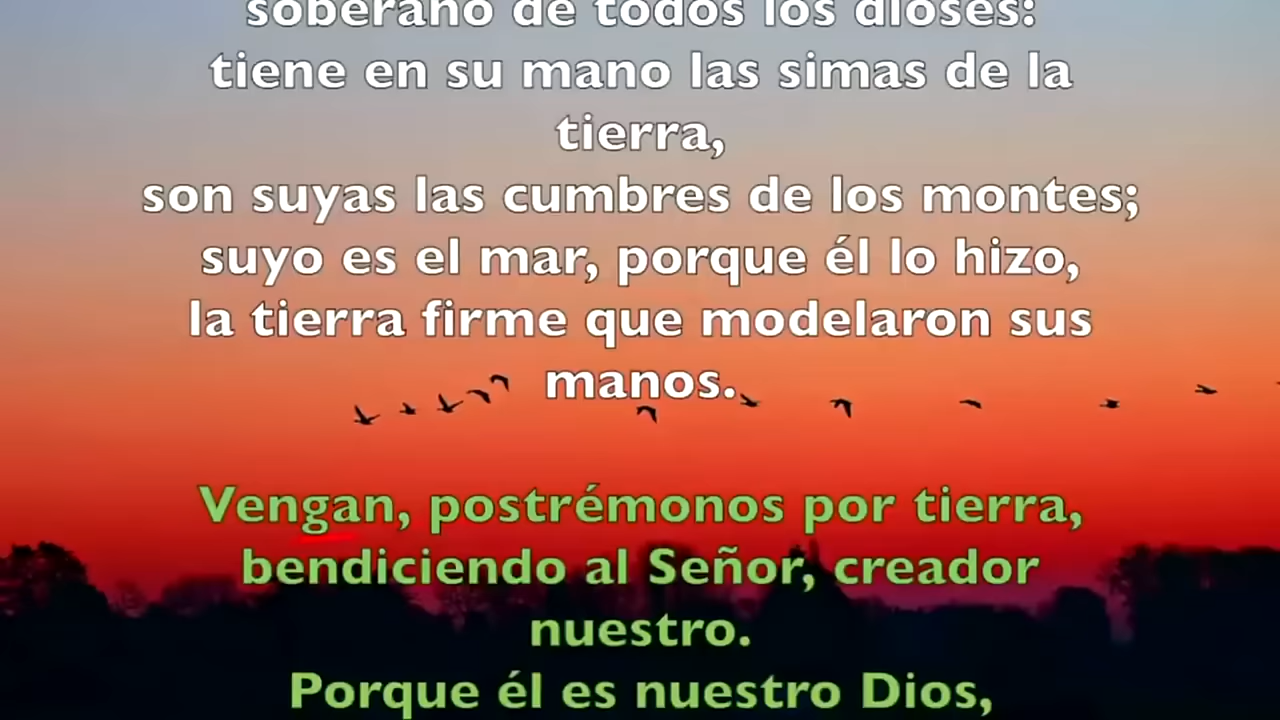 soberano de todos los dioses:
tiene en su mano las simas de la
tierra,
son suyas las cumbres de los montes;
suyo es el mar, porque él lo hizo,
la tierra firme que modelaron sus
manos.
Vengan, postrémonos por tierra,
bendiciendo al Señor, creador
nuestro.
Porque él es nuestro Dios,